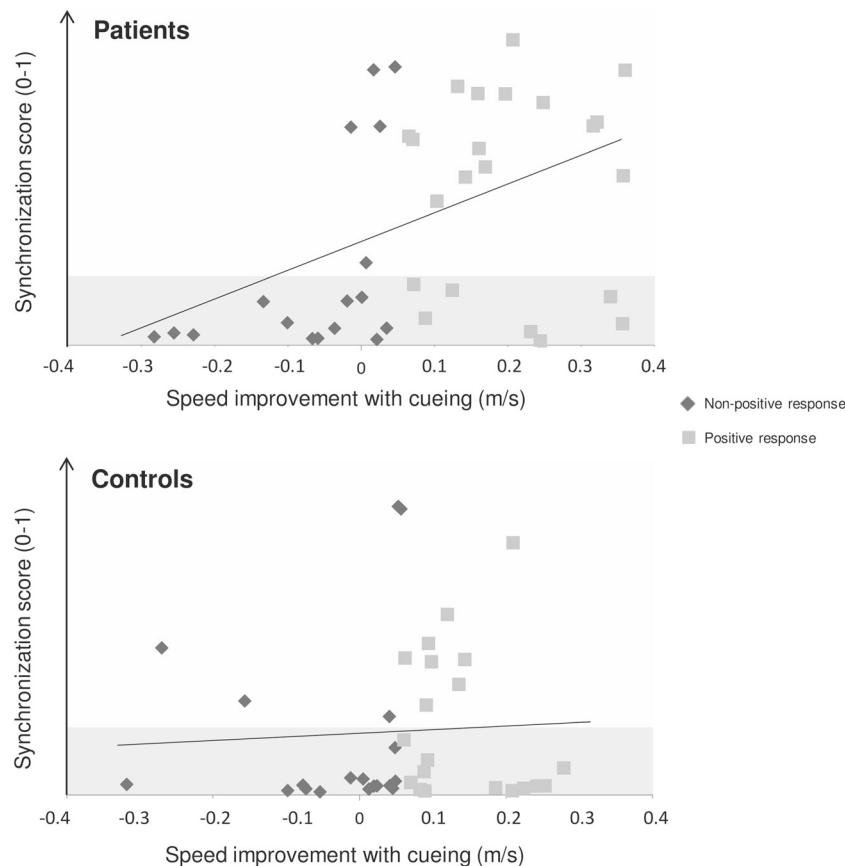 Patients
Synchronization score (0-1)
-0.4 -0.3 -0.2 -0.1 0 0.1 0.2 0.3 0.4
Speed improvement with cueing (m/s)
Non-positive response
Positive response
Controls
Synchronization score (0-1)
-0.4 -0.3 -0.2 -0.1 0 0.1 0.2 0.3 0.4
Speed improvement with cueing (m/s)